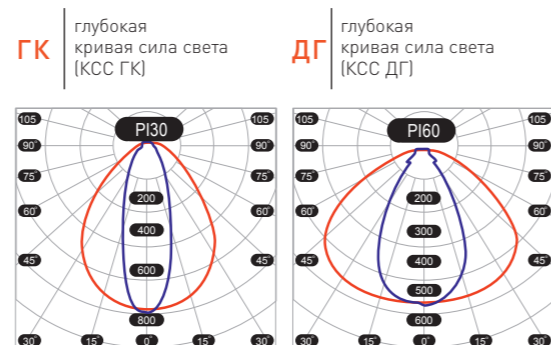 ГК
глубокая
кривая сила света
(КСС ГК)
ДГ
глубокая
кривая сила света
(КСС ДГ)
PI30
105 105
90° 90°
75° 75°
60° 60°
45° 45°
30° 15 0° 15 30°
200
400
600
800
PI60
105 105
90° 90°
75° 75°
60° 60°
45° 45°
30° 15 0° 15 30°
200
300
400
500
600